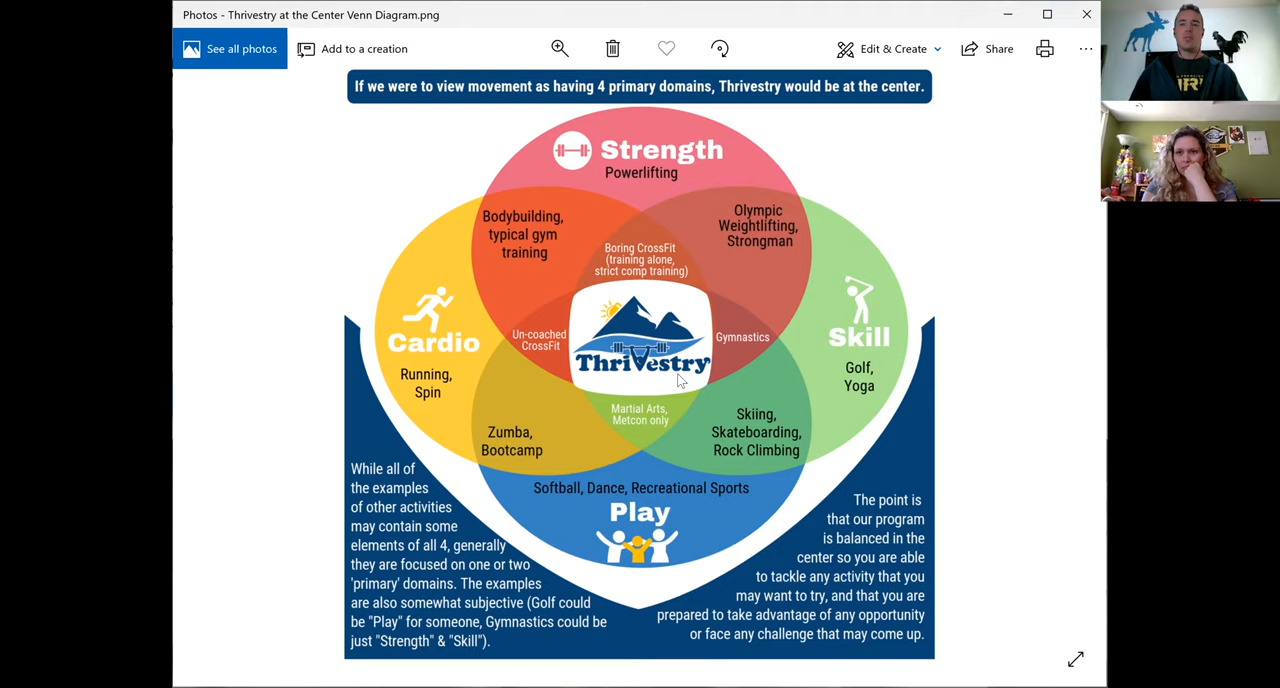 Photos - Thrivestry at the Center Venn Diagram.png
See all photos
Add to a creation
Edit & Create
Share
If we were to view movement as having 4 primary domains, Thrivestry would be at the center.
Strength
Powerlifting
Bodybuilding,
typical gym
training
Olympic
Weightlifting,
Strongman
Boring CrossFit
(training alone,
strict comp training)
Cardio
Running,
Spin
Un-coached
CrossFit
Thrivestry
Gymnastics
Skill
Golf,
Yoga
Martial Arts,
Metcon only
Zumba,
Bootcamp
Skiing,
Skateboarding,
Rock Climbing
Softball, Dance, Recreational Sports
Play
While all of
the examples
of other activities
may contain some
elements of all 4, generally
they are focused on one or two
'primary' domains. The examples
are also somewhat subjective (Golf could
be "Play" for someone, Gymnastics could be
just "Strength" & "Skill").
The point is
that our program
is balanced in the
center so you are able
to tackle any activity that you
may want to try, and that you are
prepared to take advantage of any opportunity
or face any challenge that may come up.